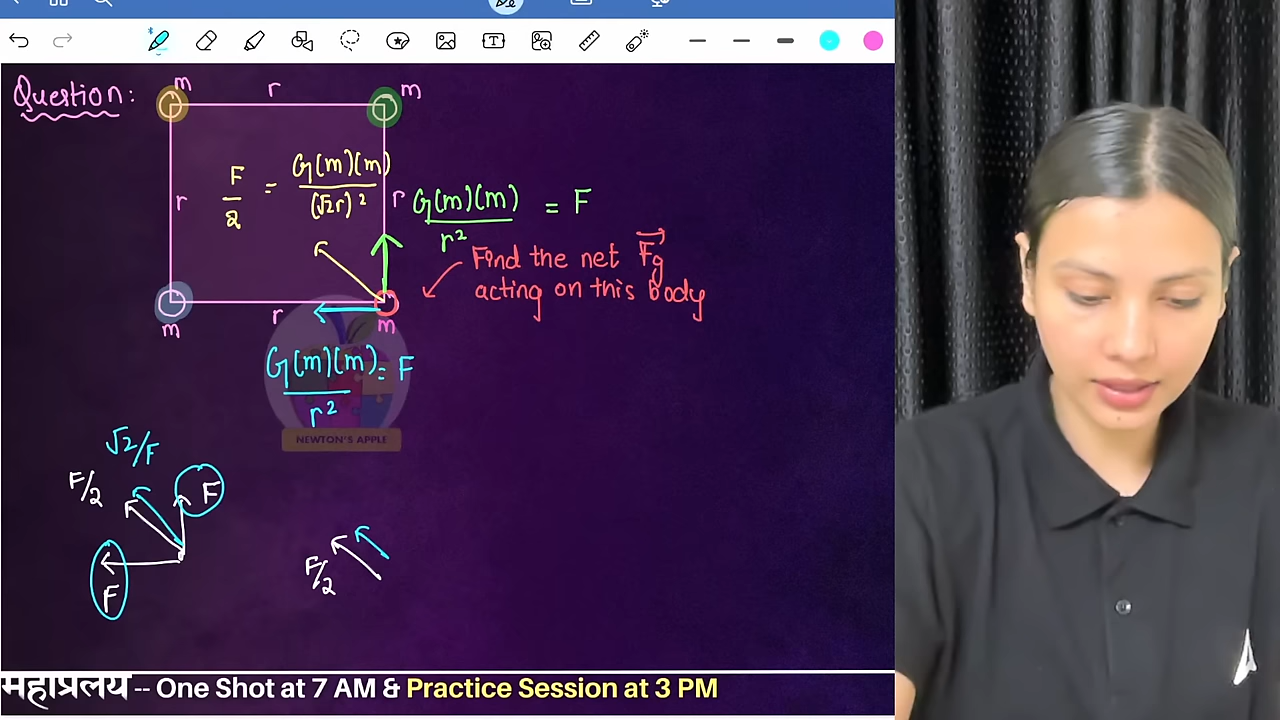 Question:
m
r
m
r
F/2 = G(m)(m)/(√2r)²
r
G(m)(m)/r² = F
Find the net F⃗g
acting on this body
m
r
m
G(m)(m)/r² = F
NEWTON'S APPLE
√2/F
F/2
F
F
F/2
महाप्रलय -- One Shot at 7 AM & Practice Session at 3 PM